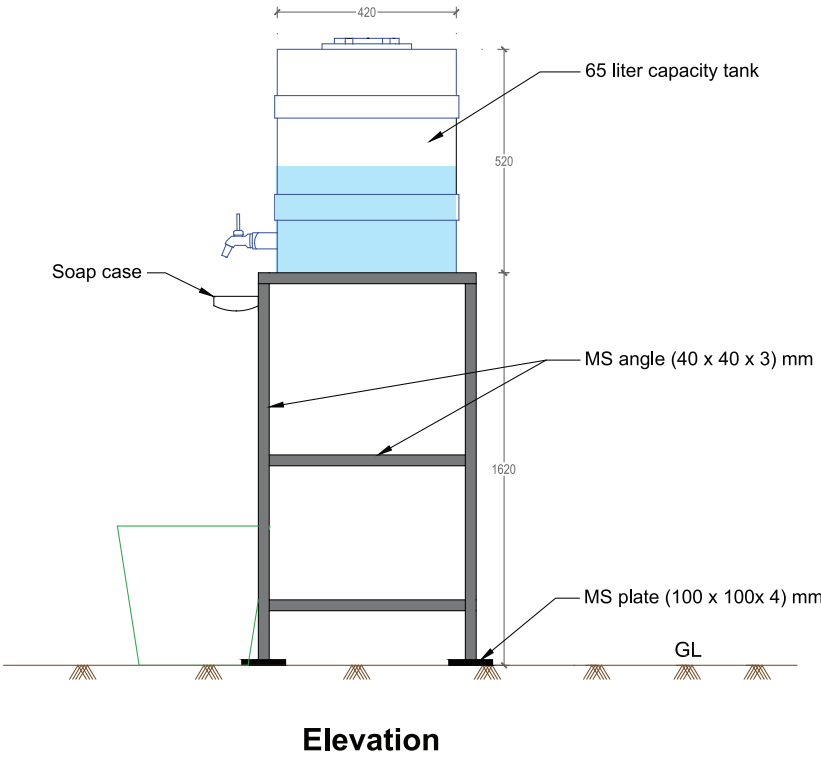 420
65 liter capacity tank
520
Soap case
MS angle (40 x 40 x 3) mm
1620
MS plate (100 x 100x 4) mm
GL
Elevation